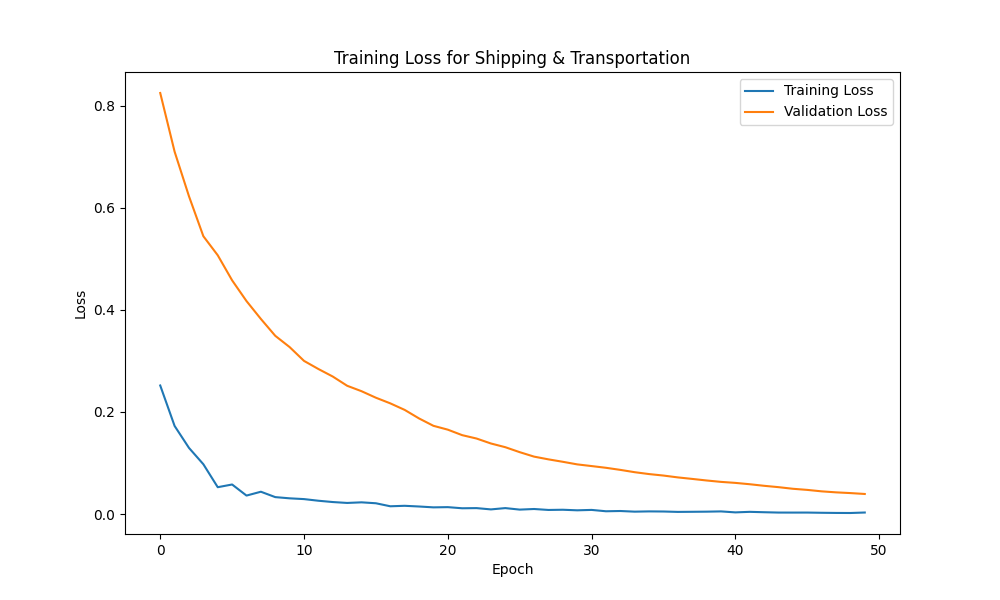 Training Loss for Shipping & Transportation
Training Loss
Validation Loss
Loss
0.8
0.6
0.4
0.2
0.0
0 10 20 30 40 50
Epoch